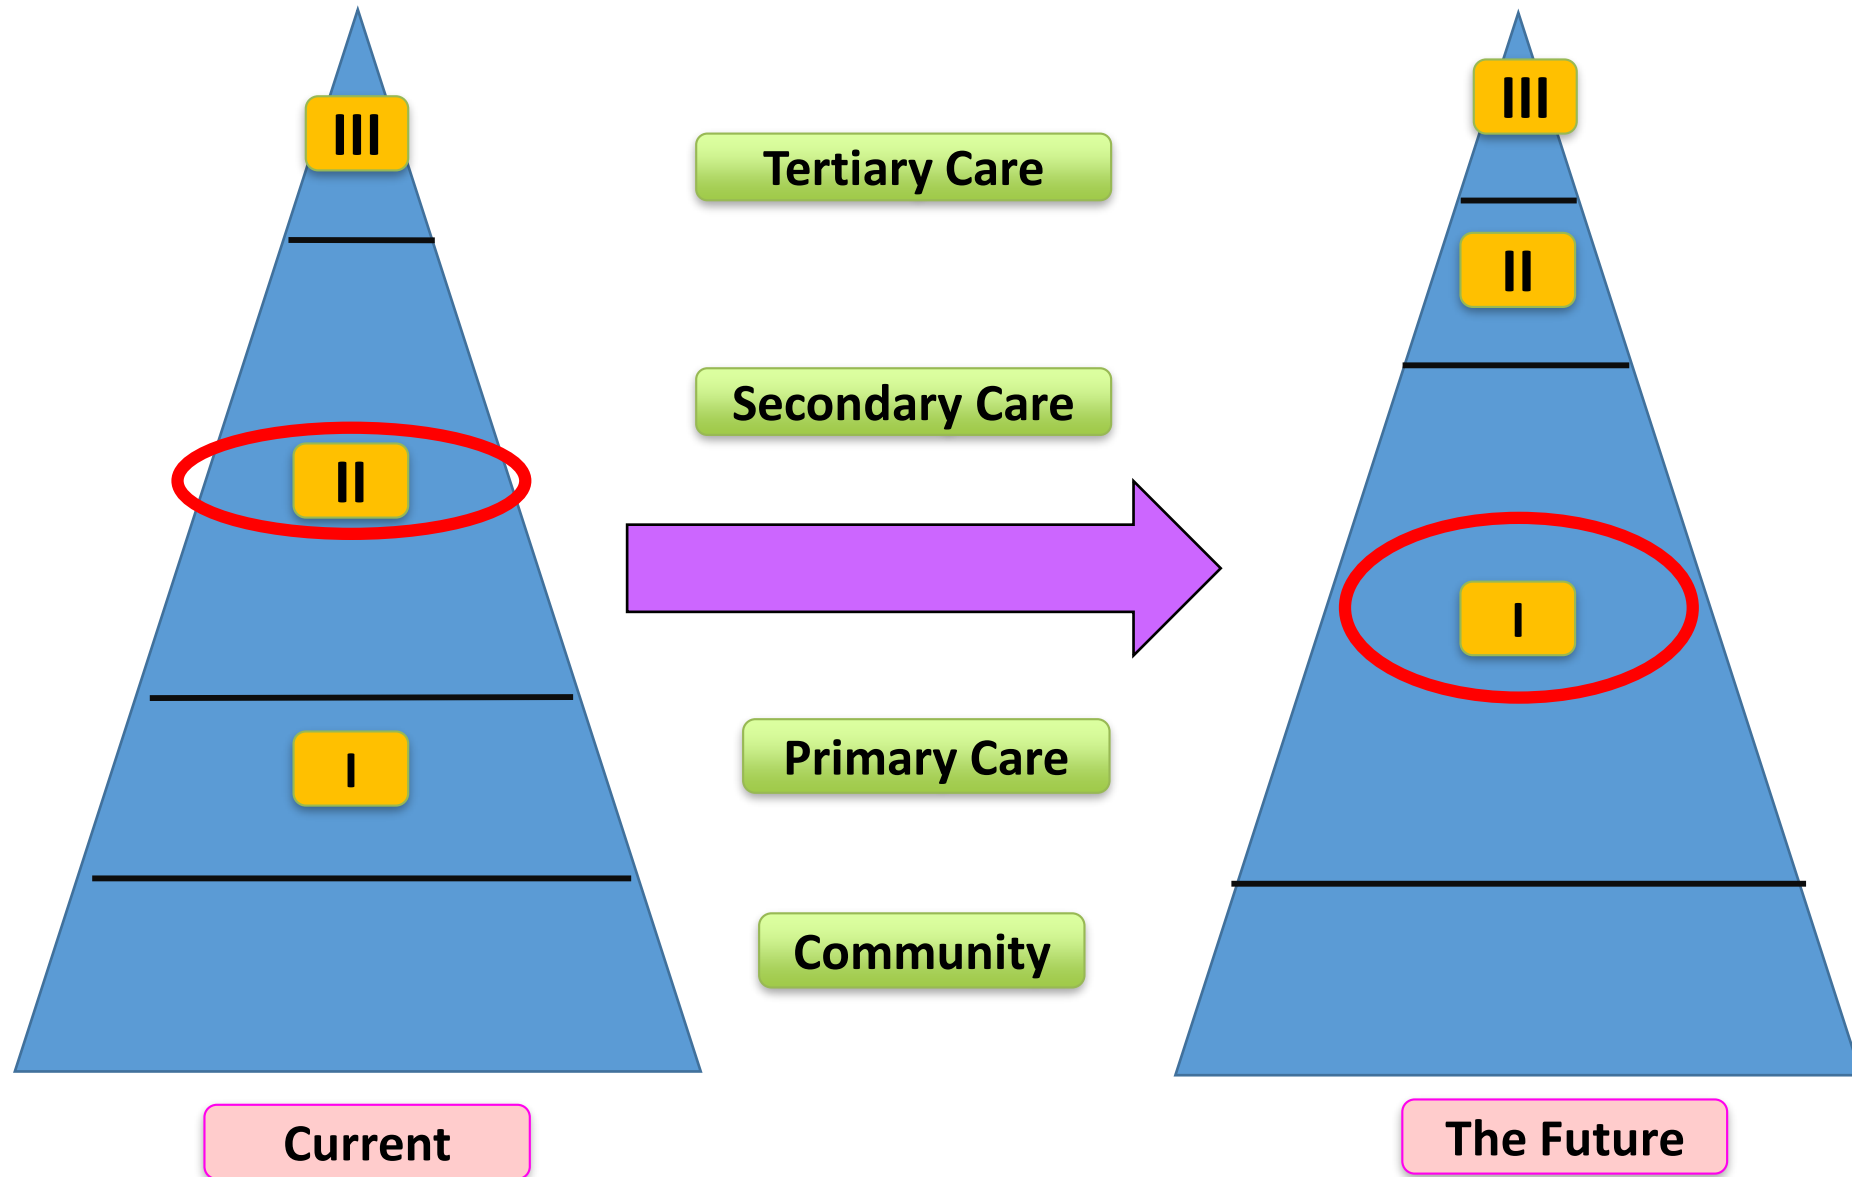 III
II
I
Current
Tertiary Care
Secondary Care
Primary Care
Community
III
II
I
The Future